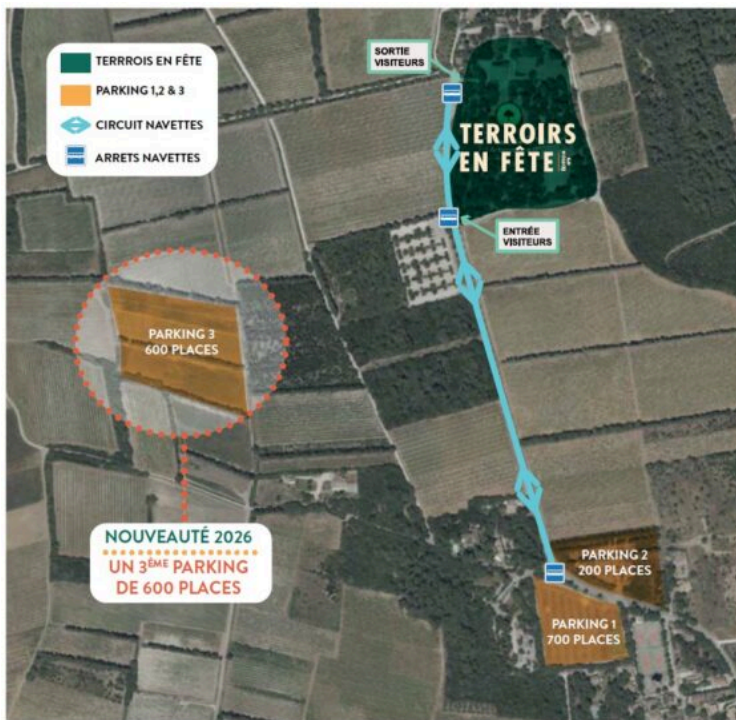 TERRROIS EN FÊTE
PARKING 1,2 & 3
CIRCUIT NAVETTES
ARRETS NAVETTES
SORTIE
VISITEURS
TERROIRS
EN FÊTE
ENTRÉE
VISITEURS
PARKING 3
600 PLACES
NOUVEAUTÉ 2026
UN 3ÈME PARKING
DE 600 PLACES
PARKING 2
200 PLACES
PARKING 1
700 PLACES